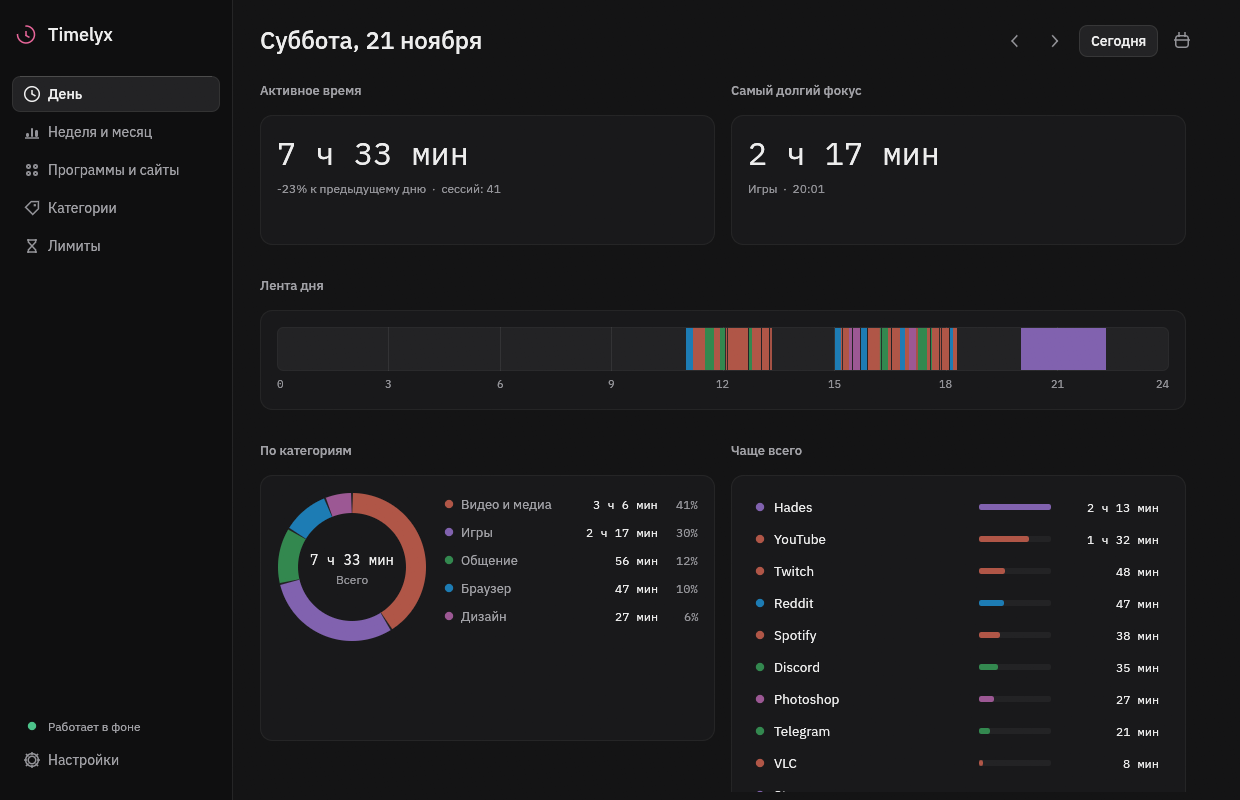 Timelyx
День
Неделя и месяц
Программы и сайты
Категории
Лимиты
Работает в фоне
Настройки
Суббота, 21 ноября
Сегодня
Активное время
7 ч 33 мин
-23% к предыдущему дню · сессий: 41
Самый долгий фокус
2 ч 17 мин
Игры · 20:01
Лента дня
0 3 6 9 12 15 18 21 24
По категориям
7 ч 33 мин
Всего
Видео и медиа 3 ч 6 мин 41%
Игры 2 ч 17 мин 30%
Общение 56 мин 12%
Браузер 47 мин 10%
Дизайн 27 мин 6%
Чаще всего
Hades 2 ч 13 мин
YouTube 1 ч 32 мин
Twitch 48 мин
Reddit 47 мин
Spotify 38 мин
Discord 35 мин
Photoshop 27 мин
Telegram 21 мин
VLC 8 мин